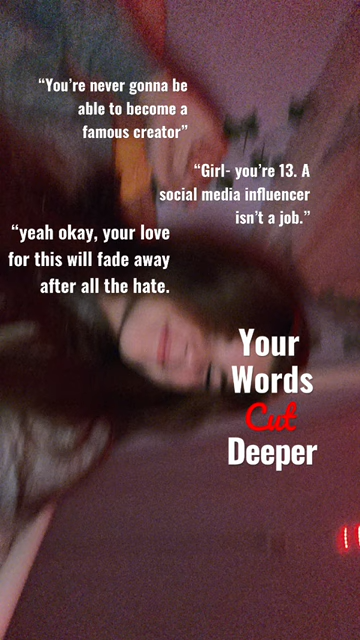 “You’re never gonna be
able to become a
famous creator”
“Girl- you’re 13. A
social media influencer
isn’t a job.”
“yeah okay, your love
for this will fade away
after all the hate.
Your
Words
Cut
Deeper